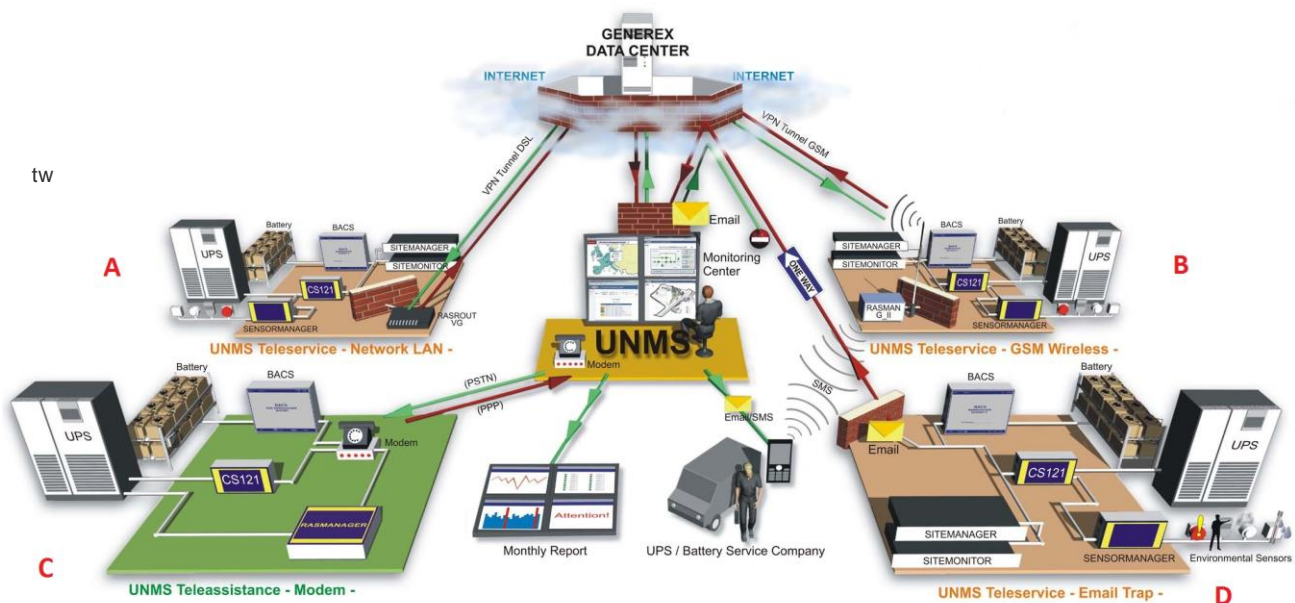 GENEREX
DATA CENTER
INTERNET
INTERNET
VPN Tunnel DSL
VPN Tunnel GSM
tw
Email
Monitoring
Center
ONE WAY
UNMS
Modem
A
UPS
Battery
BACS
BACS
SITEMANAGER
SITEMONITOR
CS121
SENSORMANAGER
RASROUT
VG
UNMS Teleservice - Network LAN -
B
SITEMANAGER
SITEMONITOR
BACS
Battery
UPS
CS121
RASMAN
G_II
SENSORMANAGER
UNMS Teleservice - GSM Wireless -
(PSTN)
(PPP)
Email/SMS
SMS
C
UPS
Battery
BACS
BACS
Modem
CS121
RASMANAGER
UNMS Teleassistance - Modem -
Attention!
Monthly Report
UPS / Battery Service Company
D
Email
BACS
BACS
Battery
UPS
CS121
SITEMANAGER
SITEMONITOR
SENSORMANAGER
Environmental Sensors
UNMS Teleservice - Email Trap -